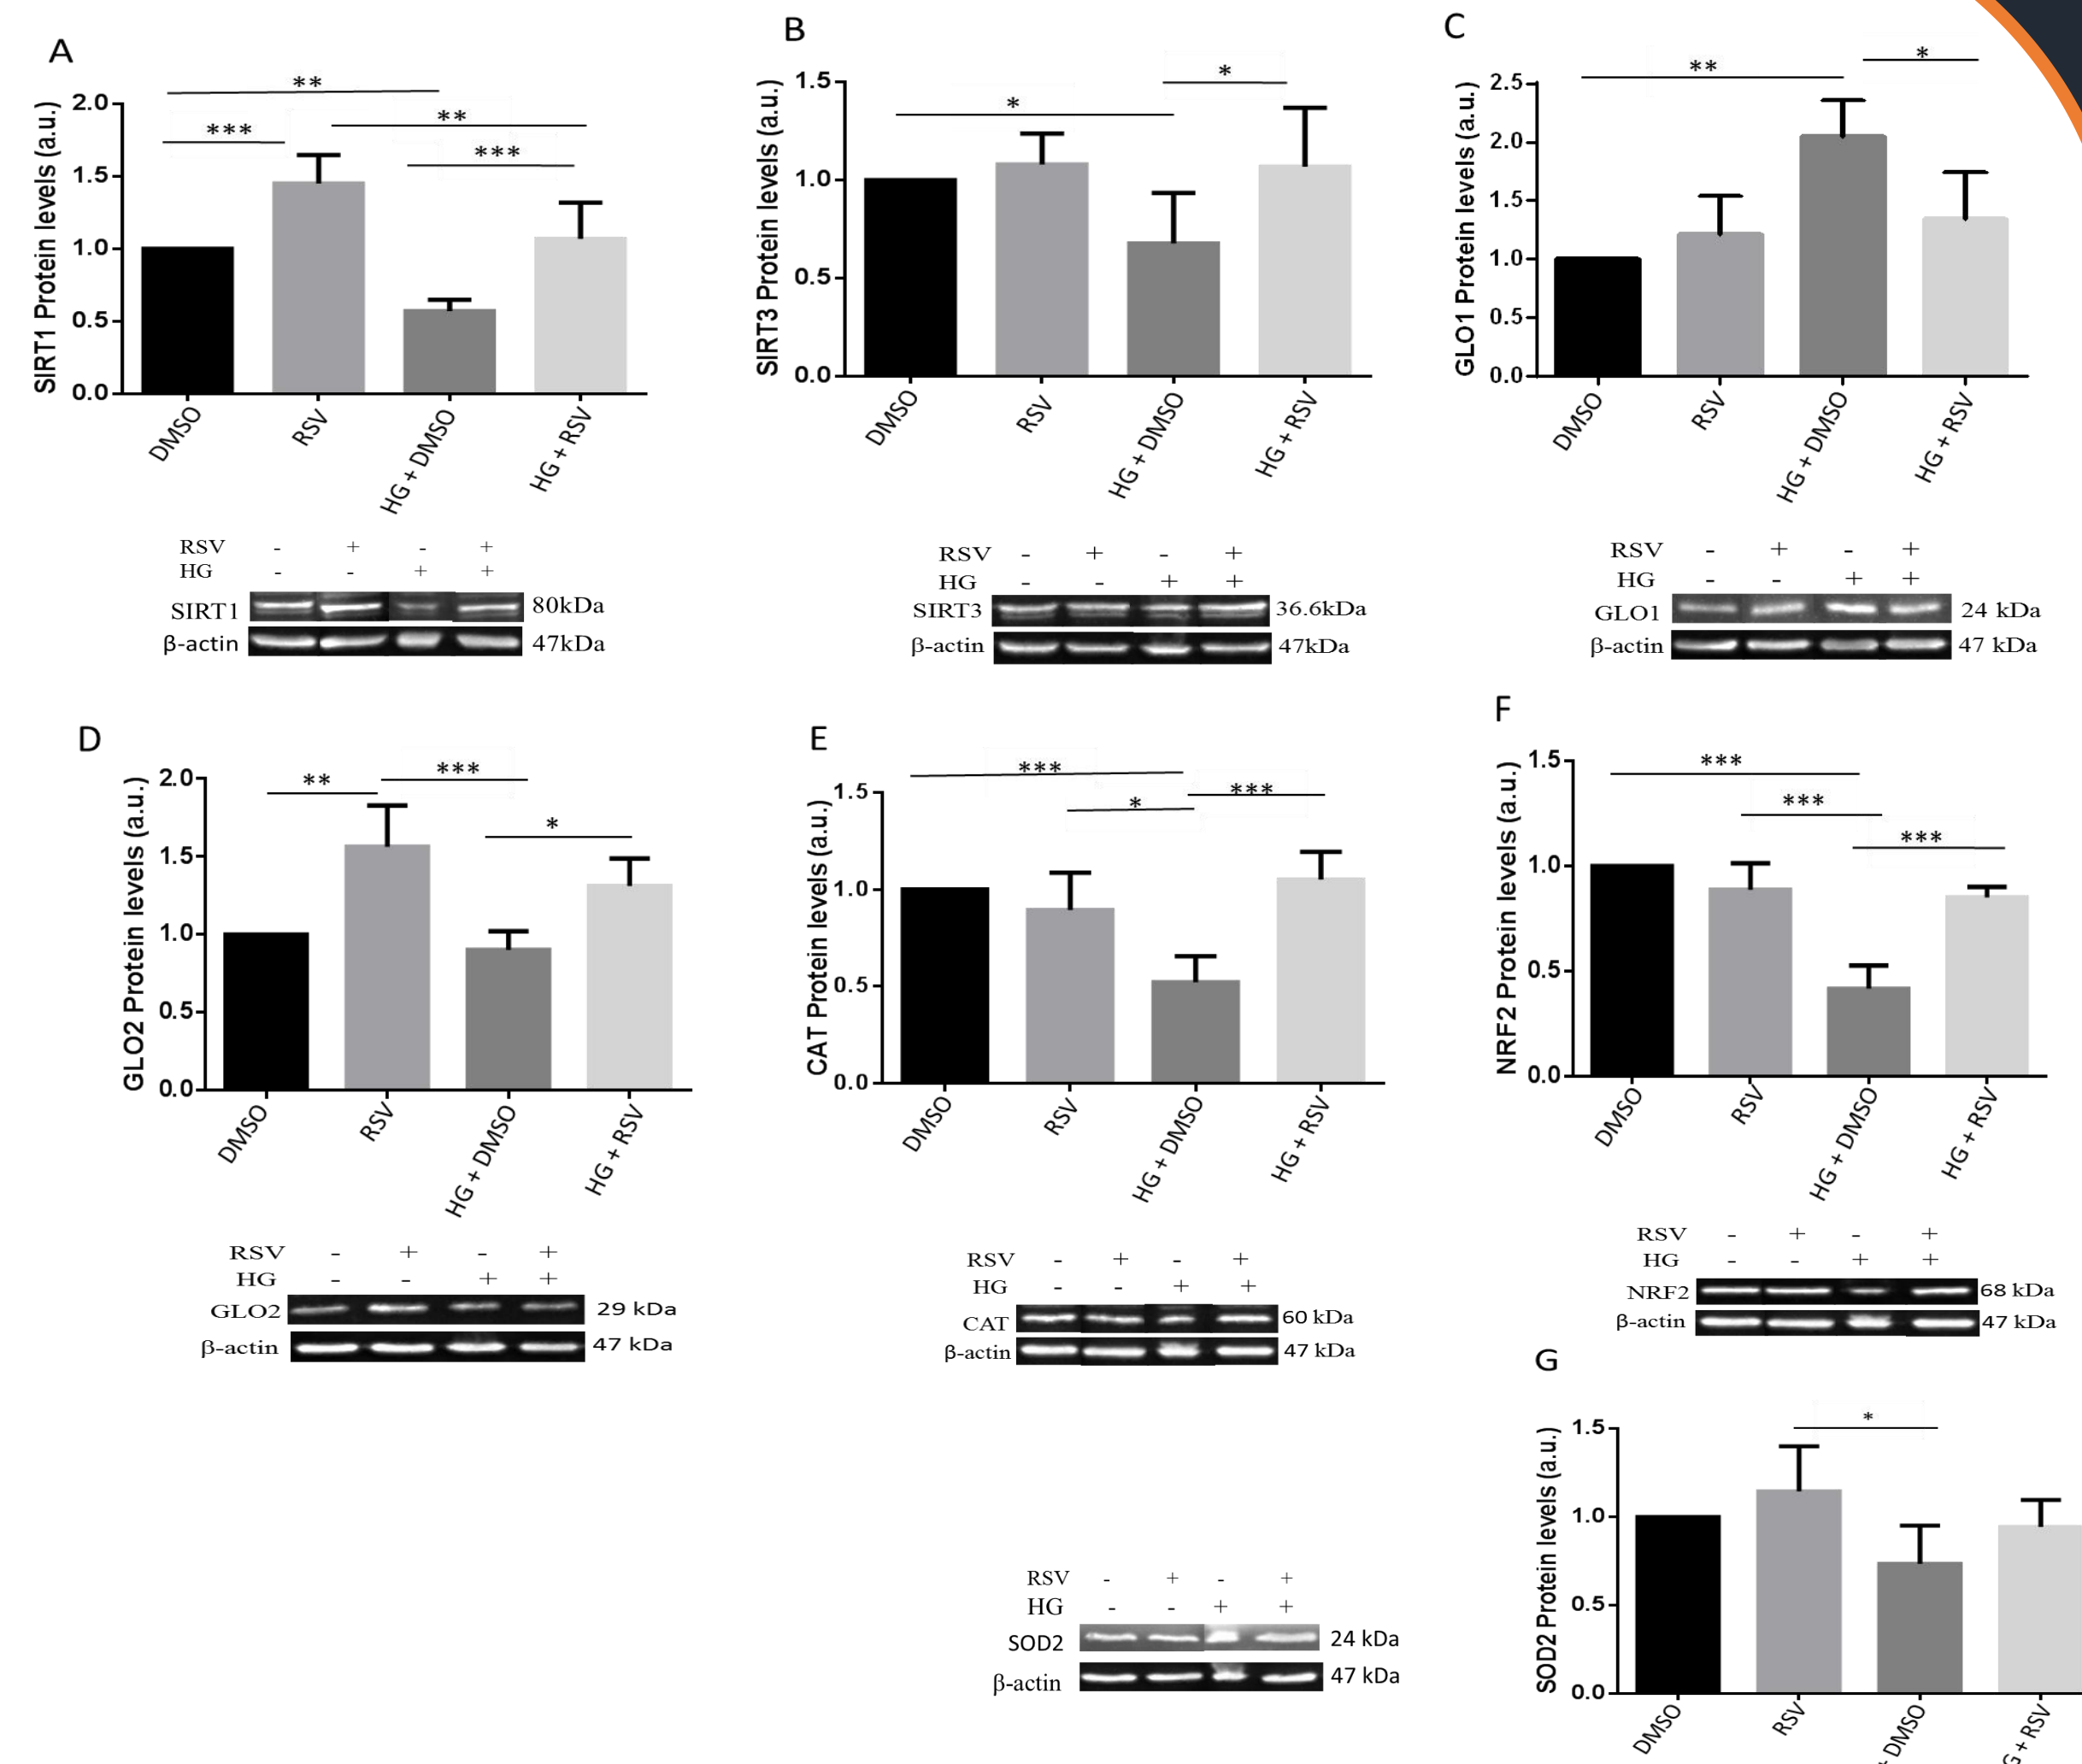 A
**
***
**
***
SIRT1 Protein levels (a.u.)
2.0
1.5
1.0
0.5
0.0
DMSO
RSV
HG + DMSO
HG + RSV
RSV - + - +
HG - - + +
SIRT1 80kDa
β-actin 47kDa
B
*
*
SIRT3 Protein levels (a.u.)
1.5
1.0
0.5
0.0
DMSO
RSV
HG + DMSO
HG + RSV
RSV - + - +
HG - - + +
SIRT3 36.6kDa
β-actin 47kDa
C
**
*
GLO1 Protein levels (a.u.)
2.5
2.0
1.5
1.0
0.5
0.0
DMSO
RSV
HG + DMSO
HG + RSV
RSV - + - +
HG - - + +
GLO1 24 kDa
β-actin 47 kDa
D
**
***
*
GLO2 Protein levels (a.u.)
2.0
1.5
1.0
0.5
0.0
DMSO
RSV
HG + DMSO
HG + RSV
RSV - + - +
HG - - + +
GLO2 29 kDa
β-actin 47 kDa
E
***
*
***
CAT Protein levels (a.u.)
1.5
1.0
0.5
0.0
DMSO
RSV
HG + DMSO
HG + RSV
RSV - + - +
HG - - + +
CAT 60 kDa
β-actin 47 kDa
F
***
***
***
NRF2 Protein levels (a.u.)
1.5
1.0
0.5
0.0
DMSO
RSV
HG + DMSO
HG + RSV
RSV - + - +
HG - - + +
NRF2 68 kDa
β-actin 47 kDa
G
*
SOD2 Protein levels (a.u.)
1.5
1.0
0.5
0.0
DMSO
RSV
+ DMSO
+ RSV
RSV - + - +
HG - - + +
SOD2 24 kDa
β-actin 47 kDa